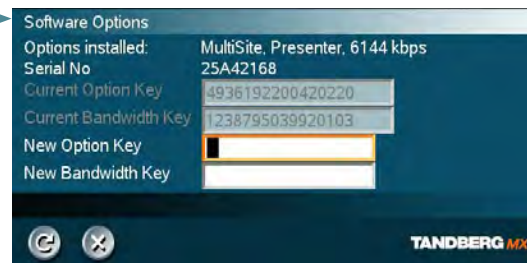 Software Options
Options installed: MultiSite, Presenter, 6144 kbps
Serial No 25A42168
Current Option Key 4936192200420220
Current Bandwidth Key 1238795039920103
New Option Key
New Bandwidth Key
TANDBERG MX